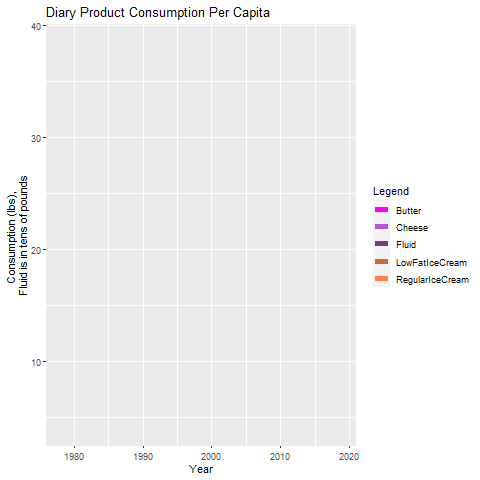 Diary Product Consumption Per Capita
40
30
20
10
Consumption (lbs),
Fluid is in tens of pounds
1980
1990
2000
2010
2020
Year
Legend
Butter
Cheese
Fluid
LowFatIceCream
RegularIceCream